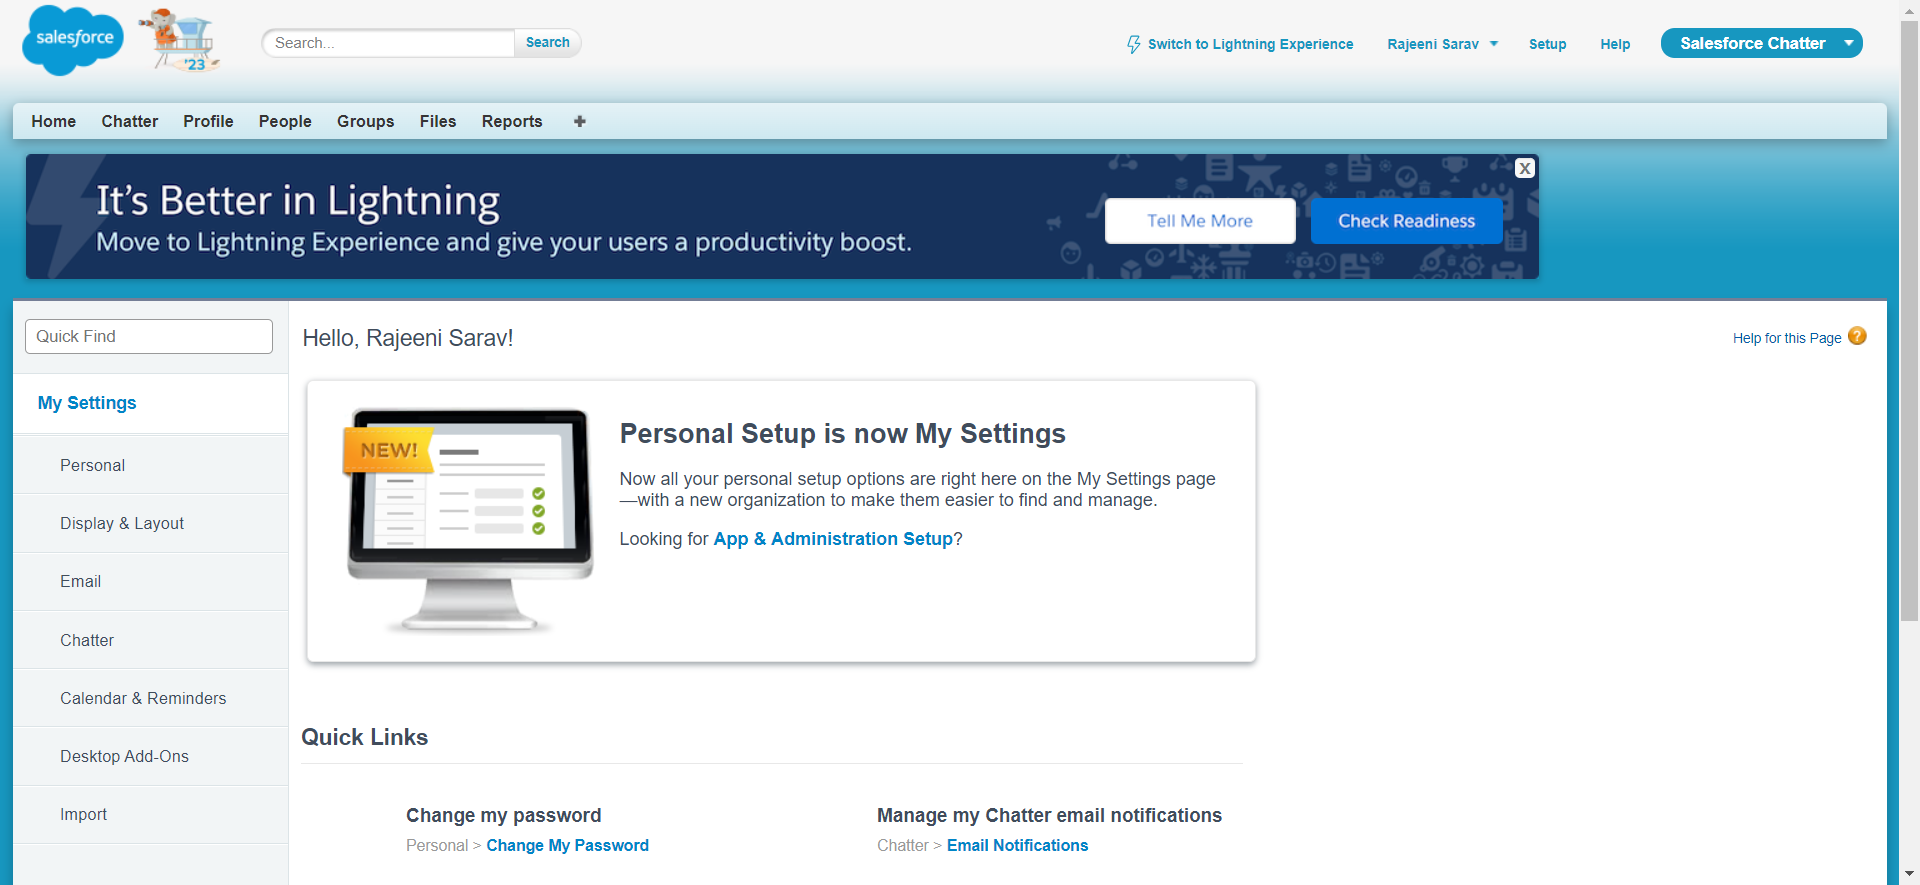 salesforce
'23
Search...
Search
Switch to Lightning Experience
Rajeeni Sarav
Setup
Help
Salesforce Chatter
Home
Chatter
Profile
People
Groups
Files
Reports
+
It's Better in Lightning
Move to Lightning Experience and give your users a productivity boost.
Tell Me More
Check Readiness
X
Quick Find
My Settings
Personal
Display & Layout
Email
Chatter
Calendar & Reminders
Desktop Add-Ons
Import
Hello, Rajeeni Sarav!
Help for this Page
?
NEW!
Personal Setup is now My Settings
Now all your personal setup options are right here on the My Settings page
—with a new organization to make them easier to find and manage.
Looking for App & Administration Setup?
Quick Links
Change my password
Personal > Change My Password
Manage my Chatter email notifications
Chatter > Email Notifications